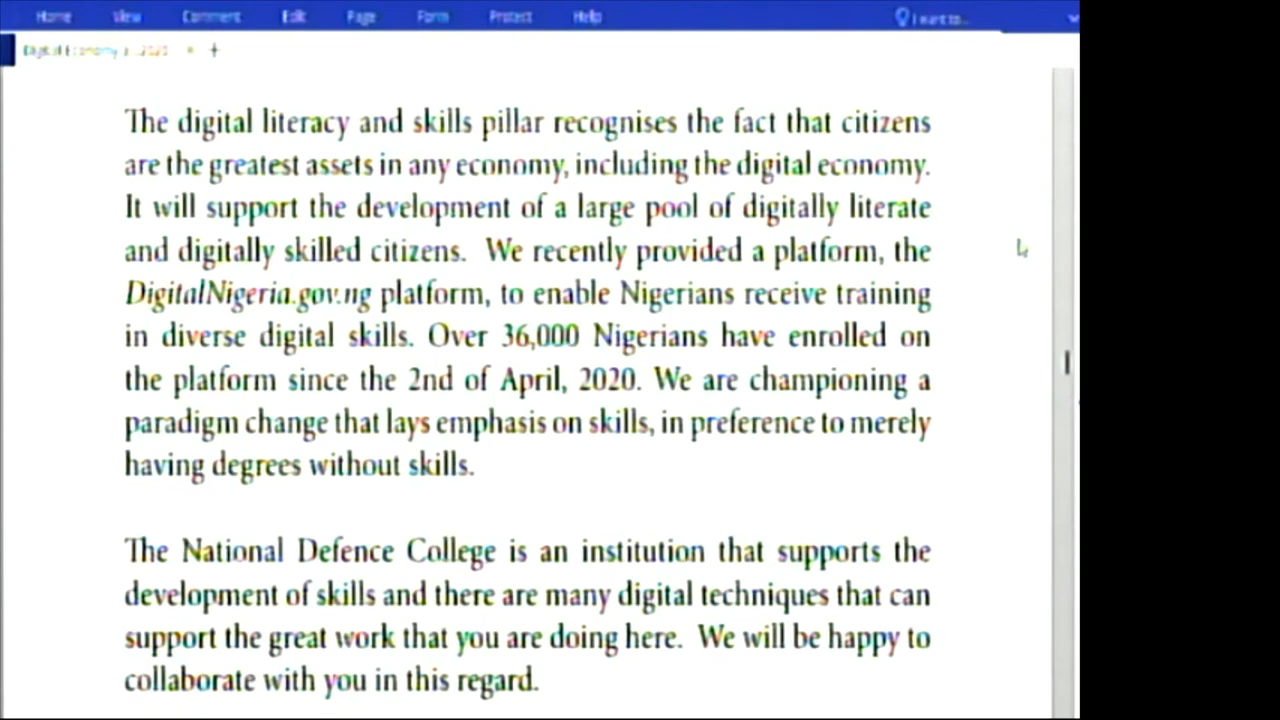 Home View Comment Edit Page Form Protect Help I want to...
The digital literacy and skills pillar recognises the fact that citizens
are the greatest assets in any economy, including the digital economy.
It will support the development of a large pool of digitally literate
and digitally skilled citizens. We recently provided a platform, the
DigitalNigeria.gov.ng platform, to enable Nigerians receive training
in diverse digital skills. Over 36,000 Nigerians have enrolled on
the platform since the 2nd of April, 2020. We are championing a
paradigm change that lays emphasis on skills, in preference to merely
having degrees without skills.
The National Defence College is an institution that supports the
development of skills and there are many digital techniques that can
support the great work that you are doing here. We will be happy to
collaborate with you in this regard.